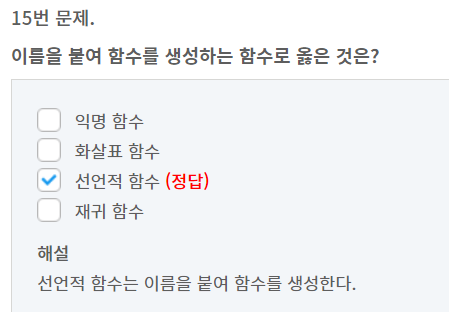 15번 문제.
이름을 붙여 함수를 생성하는 함수로 옳은 것은?
익명 함수
화살표 함수
선언적 함수 (정답)
재귀 함수
해설
선언적 함수는 이름을 붙여 함수를 생성한다.